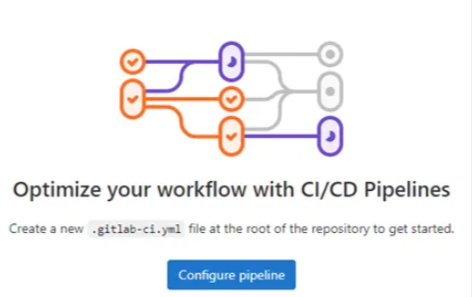 Optimize your workflow with CI/CD Pipelines
Create a new .gitlab-ci.yml file at the root of the repository to get started.
Configure pipeline